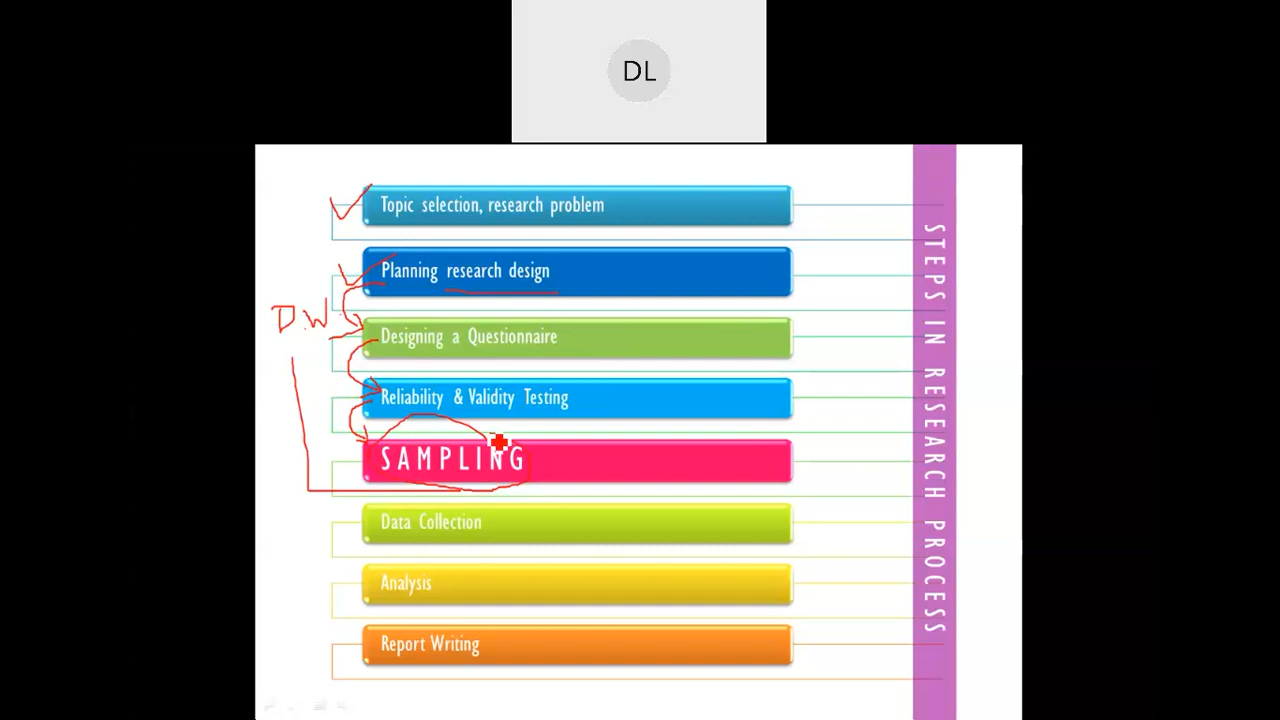 DL
Topic selection, research problem
Planning research design
D.W.
Designing a Questionnaire
Reliability & Validity Testing
SAMPLING
Data Collection
Analysis
Report Writing
STEPS IN RESEARCH PROCESS